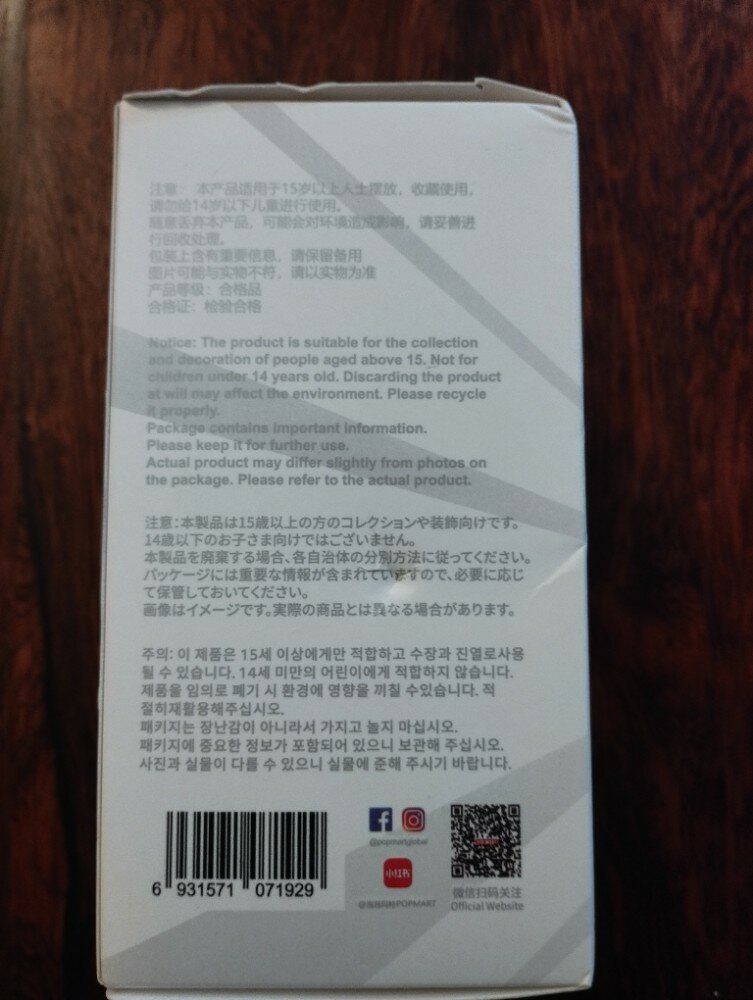 注意： 本产品适用于15岁以上人士摆放，收藏使用，
请勿给14岁以下儿童进行使用。
随意丢弃本产品，可能会对环境造成影响，请妥善进
行回收处理。
包装上含有重要信息，请保留备用
图片可能与实物不符，请以实物为准
产品等级：合格品
合格证：检验合格
Notice: The product is suitable for the collection
and decoration of people aged above 15. Not for
children under 14 years old. Discarding the product
at will may affect the environment. Please recycle
it properly.
Package contains important information.
Please keep it for further use.
Actual product may differ slightly from photos on
the package. Please refer to the actual product.
注意：本製品は15歳以上の方のコレクションや装飾向けです。
14歳以下のお子さま向けではございません。
本製品を廃棄する場合、各自治体の分別方法に従ってください。
パッケージには重要な情報が含まれていますので、必要に応じ
て保管しておいてください。
画像はイメージです。実際の商品とは異なる場合があります。
주의: 이 제품은 15세 이상에게만 적합하고 수장과 진열로사용
될 수 있습니다. 14세 미만의 어린이에게 적합하지 않습니다.
제품을 임의로 폐기 시 환경에 영향을 끼칠 수있습니다. 적
절히재활용해주십시오.
패키지는 장난감이 아니라서 가지고 놀지 마십시오.
패키지에 중요한 정보가 포함되어 있으니 보관해 주십시오.
사진과 실물이 다를 수 있으니 실물에 준해 주시기 바랍니다.
6 931571 071929
@popmartglobal
小红书
@泡泡玛特POPMART
微信扫码关注
Official Website